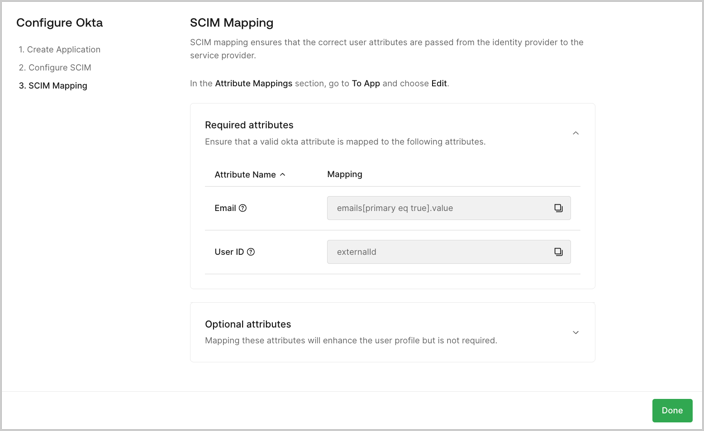 Configure Okta
1. Create Application
2. Configure SCIM
3. SCIM Mapping
SCIM Mapping
SCIM mapping ensures that the correct user attributes are passed from the identity provider to the
service provider.
In the Attribute Mappings section, go to To App and choose Edit.
Required attributes
Ensure that a valid okta attribute is mapped to the following attributes.
Attribute Name Mapping
Email emails[primary eq true].value
User ID externalId
Optional attributes
Mapping these attributes will enhance the user profile but is not required.
Done